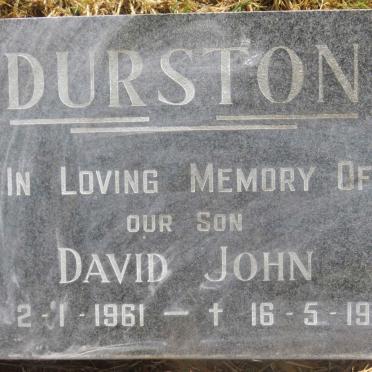 DURSTON
IN LOVING MEMORY OF
OUR SON
DAVID JOHN
2-1-1961 — † 16-5-19